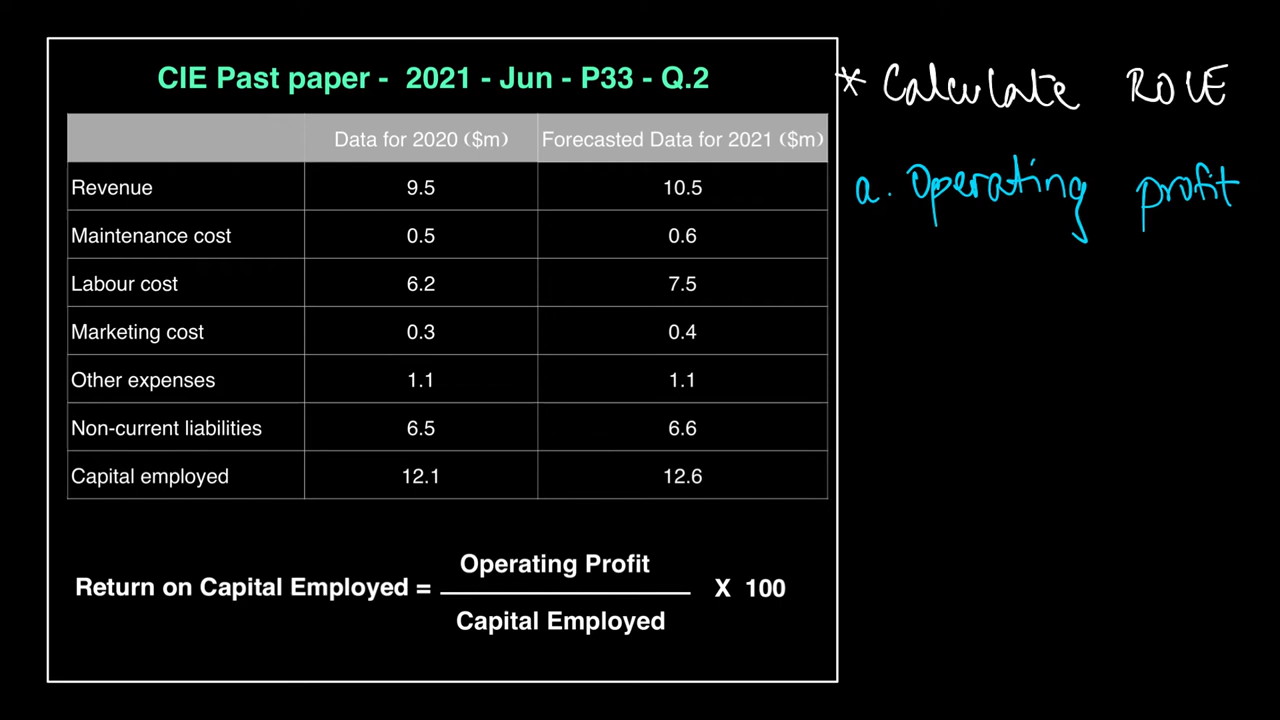 CIE Past paper - 2021 - Jun - P33 - Q.2
Data for 2020 ($m) Forecasted Data for 2021 ($m)
Revenue 9.5 10.5
Maintenance cost 0.5 0.6
Labour cost 6.2 7.5
Marketing cost 0.3 0.4
Other expenses 1.1 1.1
Non-current liabilities 6.5 6.6
Capital employed 12.1 12.6
Return on Capital Employed = Operating Profit X 100
Capital Employed
* Calculate ROCE
a. Operating profit